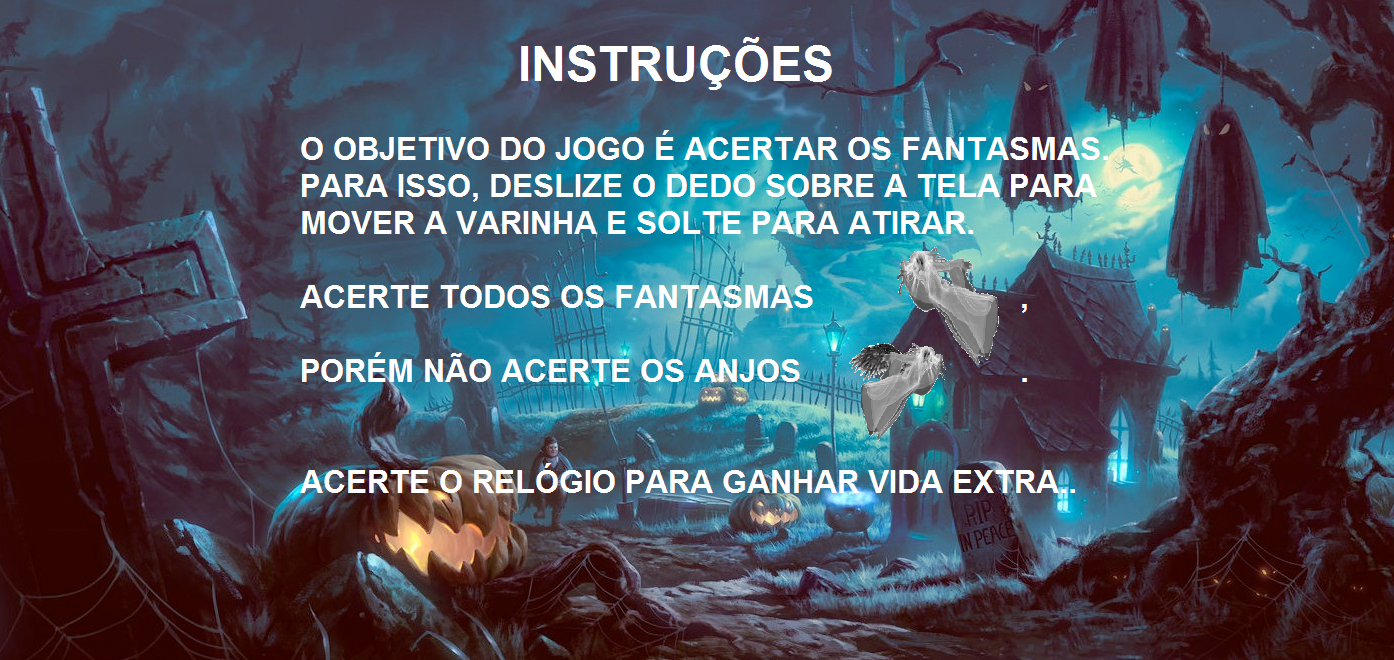 INSTRUÇÕES
O OBJETIVO DO JOGO É ACERTAR OS FANTASMAS.
PARA ISSO, DESLIZE O DEDO SOBRE A TELA PARA
MOVER A VARINHA E SOLTE PARA ATIRAR.
ACERTE TODOS OS FANTASMAS ,
PORÉM NÃO ACERTE OS ANJOS .
ACERTE O RELÓGIO PARA GANHAR VIDA EXTRA..
RIP
IN PEACE